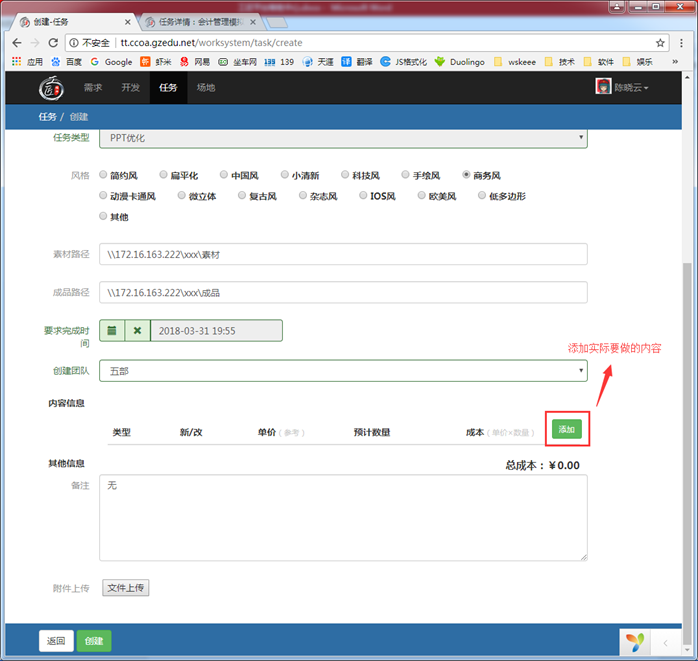 创建-任务
任务详情：会计管理模拟
不安全 | tt.ccoa.gzedu.net/worksystem/task/create
应用 百度 Google 虾米 网易 坐车网 139 139 天涯 译 翻译 JS格式化 Duolingo wskeee 技术 软件 娱乐 »
需求 开发 任务 场地 陈晓云
任务 / 创建
任务类型 PPT优化
风格 简约风 扁平化 中国风 小清新 科技风 手绘风 商务风
动漫卡通风 微立体 复古风 杂志风 IOS风 欧美风 低多边形
其他
素材路径 \\172.16.163.222\xxx\素材
成品路径 \\172.16.163.222\xxx\成品
要求完成时间 2018-03-31 19:55
添加实际要做的内容
创建团队 五部
内容信息
类型 新/改 单价（参考） 预计数量 成本（单价×数量） 添加
其他信息 总成本：￥0.00
备注 无
附件上传 文件上传
返回 创建